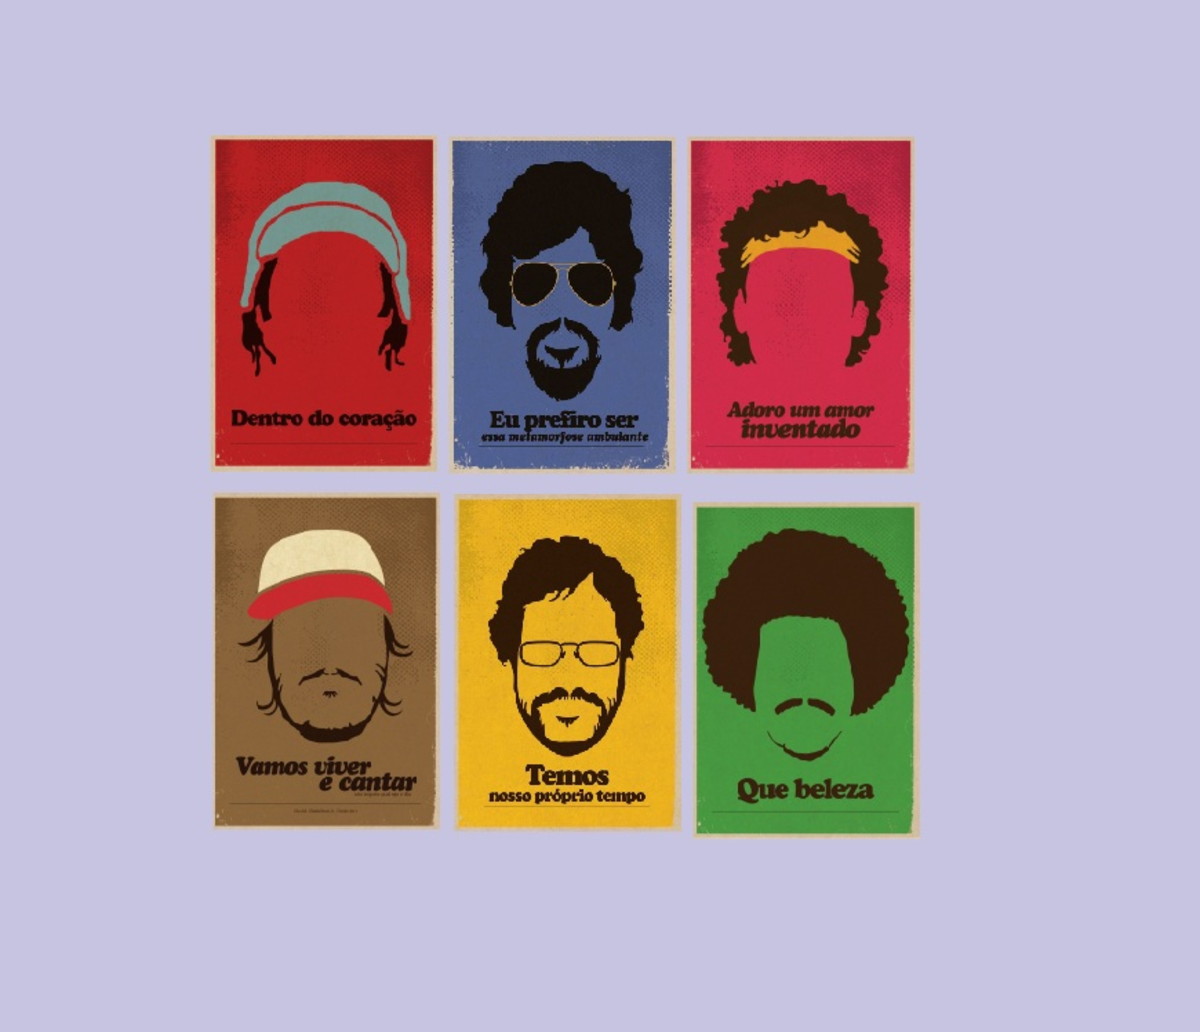 Dentro do coração
Eu prefiro ser
essa metamorfose ambulante
Adoro um amor
inventado
Vamos viver
e cantar
Temos
nosso próprio tempo
Que beleza